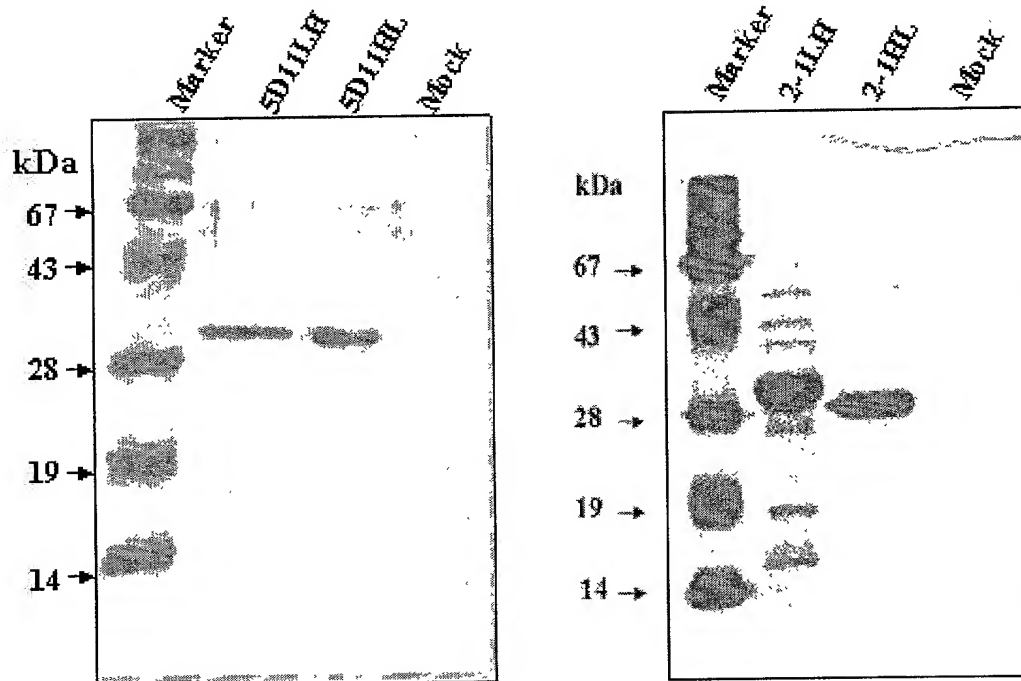 Marker
5D11LH
5D11HL
Mock
kDa
67
43
28
19
14
Marker
2-1LH
2-1HL
Mock
kDa
67
43
28
19
14